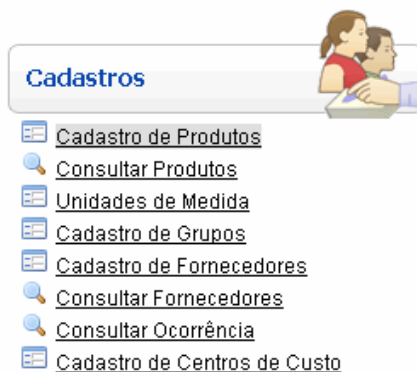 Cadastros
Cadastro de Produtos
Consultar Produtos
Unidades de Medida
Cadastro de Grupos
Cadastro de Fornecedores
Consultar Fornecedores
Consultar Ocorrência
Cadastro de Centros de Custo